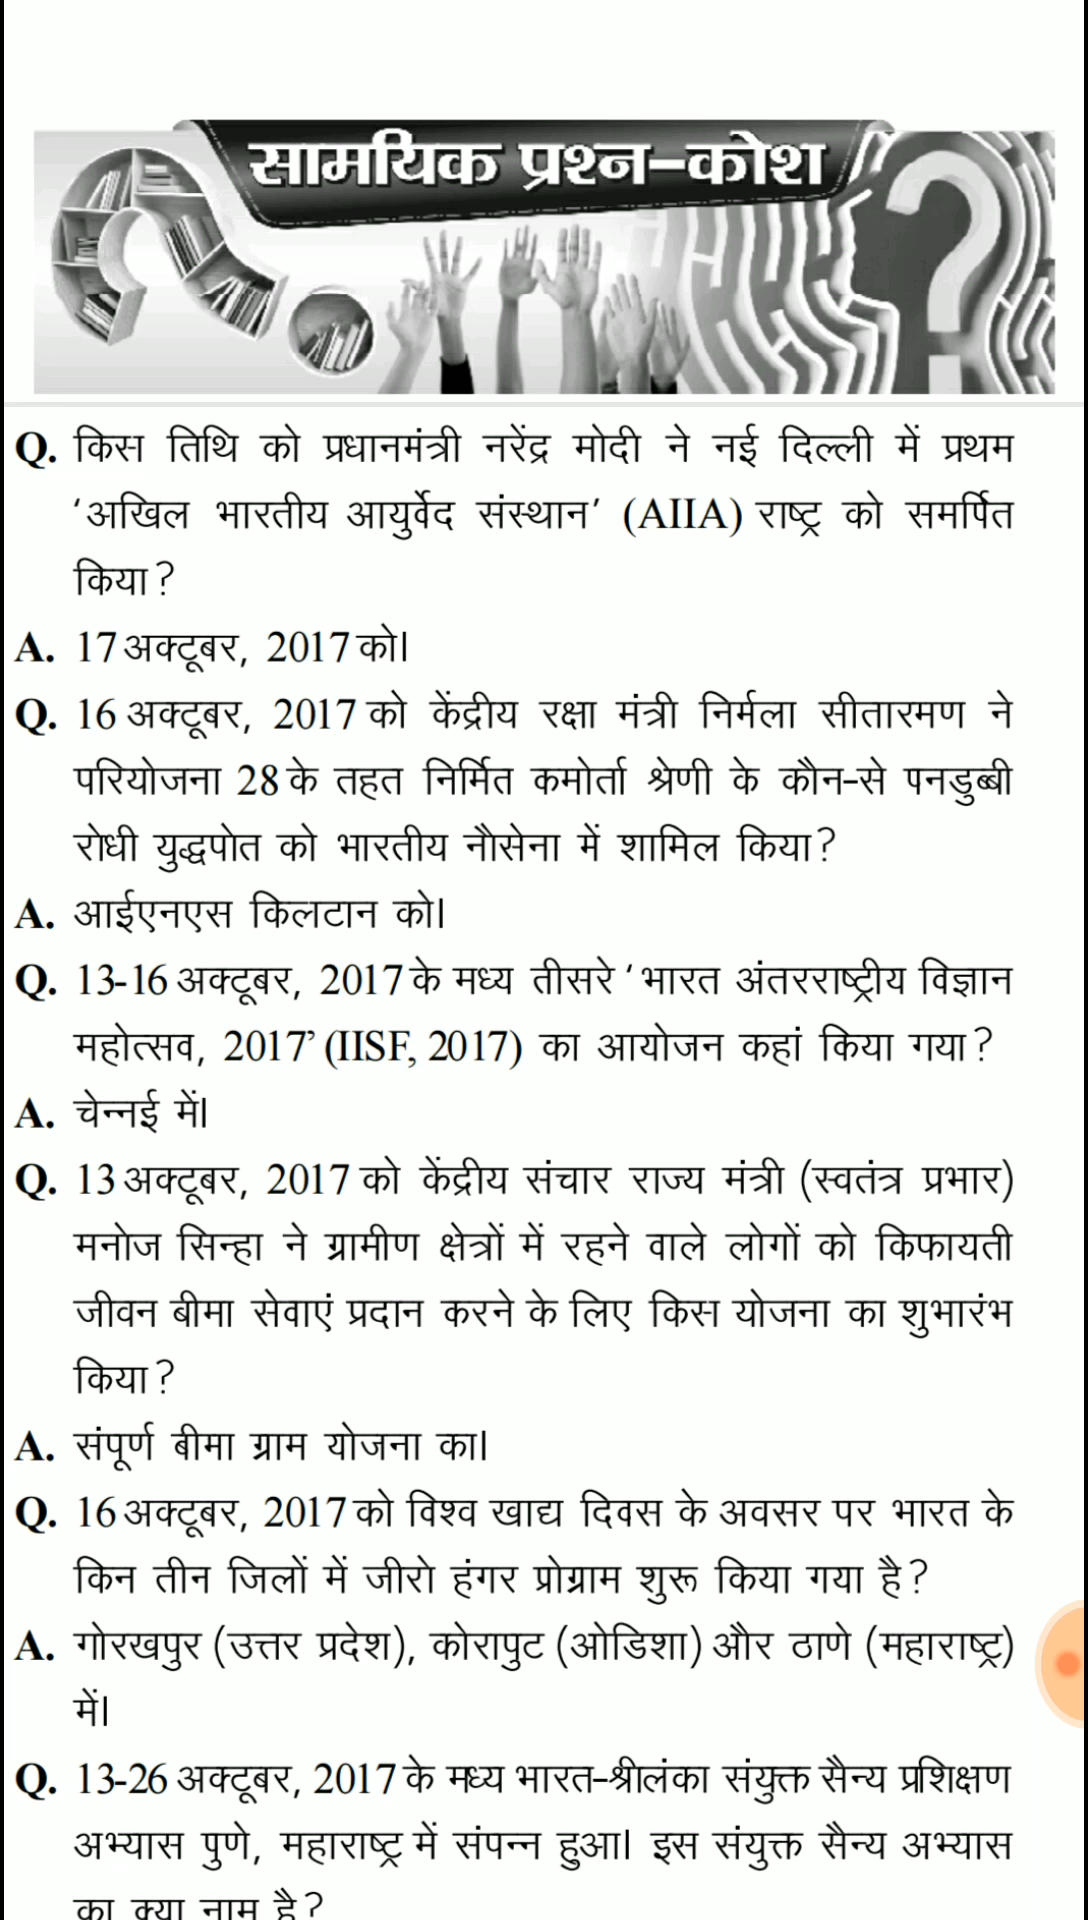 सामयिक प्रश्न-कोश
Q. किस तिथि को प्रधानमंत्री नरेंद्र मोदी ने नई दिल्ली में प्रथम
‘अखिल भारतीय आयुर्वेद संस्थान’ (AIIA) राष्ट्र को समर्पित
किया?
A. 17 अक्टूबर, 2017 को।
Q. 16 अक्टूबर, 2017 को केंद्रीय रक्षा मंत्री निर्मला सीतारमण ने
परियोजना 28 के तहत निर्मित कमोर्ता श्रेणी के कौन-से पनडुब्बी
रोधी युद्धपोत को भारतीय नौसेना में शामिल किया?
A. आईएनएस किलटान को।
Q. 13-16 अक्टूबर, 2017 के मध्य तीसरे ‘भारत अंतरराष्ट्रीय विज्ञान
महोत्सव, 2017’ (IISF, 2017) का आयोजन कहां किया गया?
A. चेन्नई में।
Q. 13 अक्टूबर, 2017 को केंद्रीय संचार राज्य मंत्री (स्वतंत्र प्रभार)
मनोज सिन्हा ने ग्रामीण क्षेत्रों में रहने वाले लोगों को किफायती
जीवन बीमा सेवाएं प्रदान करने के लिए किस योजना का शुभारंभ
किया?
A. संपूर्ण बीमा ग्राम योजना का।
Q. 16 अक्टूबर, 2017 को विश्व खाद्य दिवस के अवसर पर भारत के
किन तीन जिलों में जीरो हंगर प्रोग्राम शुरू किया गया है?
A. गोरखपुर (उत्तर प्रदेश), कोरापुट (ओडिशा) और ठाणे (महाराष्ट्र)
में।
Q. 13-26 अक्टूबर, 2017 के मध्य भारत-श्रीलंका संयुक्त सैन्य प्रशिक्षण
अभ्यास पुणे, महाराष्ट्र में संपन्न हुआ। इस संयुक्त सैन्य अभ्यास
का क्या नाम है?